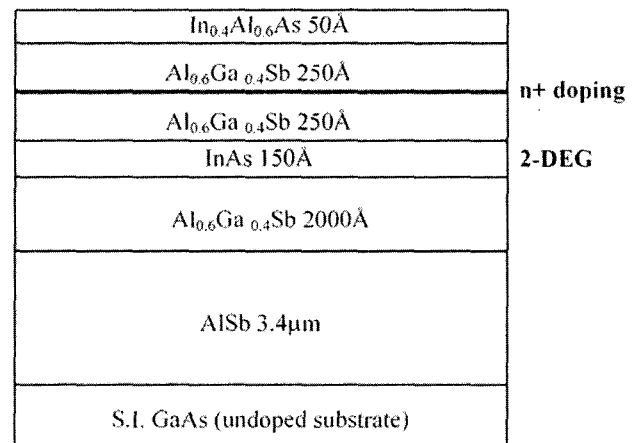 In₀.₄Al₀.₆As 50Å
Al₀.₆Ga ₀.₄Sb 250Å
n+ doping
Al₀.₆Ga ₀.₄Sb 250Å
InAs 150Å
2-DEG
Al₀.₆Ga ₀.₄Sb 2000Å
AlSb 3.4µm
S.I. GaAs (undoped substrate)